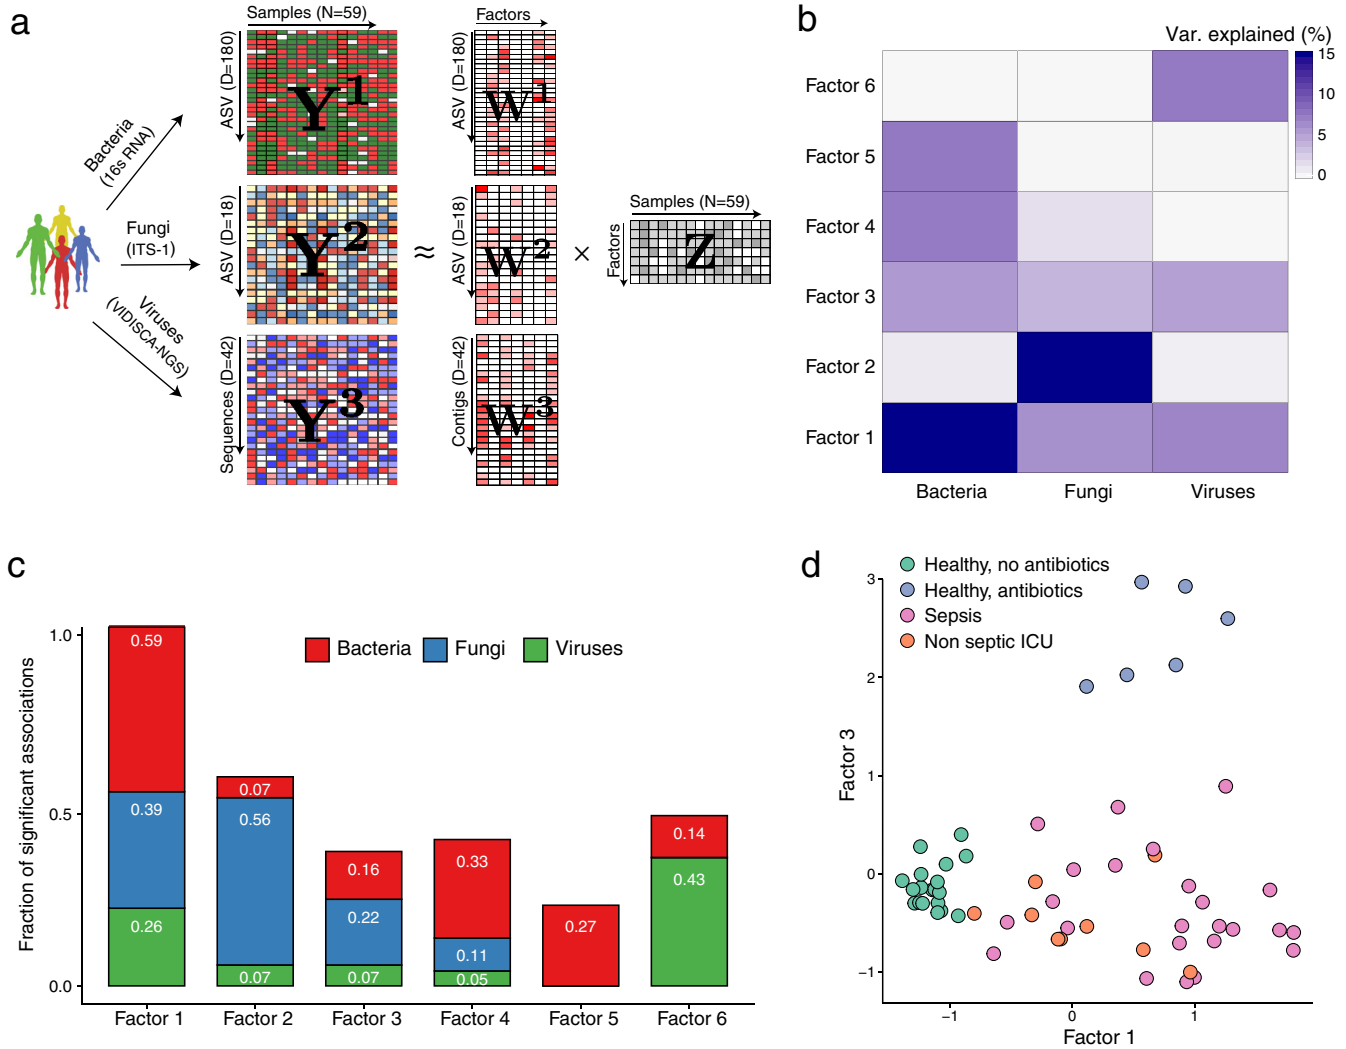 a
Samples (N=59)
Factors
ASV (D=180)
Y1
ASV (D=180)
W1
Bacteria
(16s RNA)
Fungi
(ITS-1)
Viruses
(VIDISCA-NGS)
ASV (D=18)
Y2
≈
ASV (D=18)
W2
×
Samples (N=59)
Factors
Z
Sequences (D=42)
Y3
Contigs (D=42)
W3
b
Var. explained (%)
15
10
5
0
Factor 6
Factor 5
Factor 4
Factor 3
Factor 2
Factor 1
Bacteria Fungi Viruses
c
Fraction of significant associations
1.0
0.5
0.0
Bacteria Fungi Viruses
0.59
0.39
0.26
0.07
0.56
0.07
0.16
0.22
0.07
0.33
0.11
0.05
0.27
0.14
0.43
Factor 1 Factor 2 Factor 3 Factor 4 Factor 5 Factor 6
d
Healthy, no antibiotics
Healthy, antibiotics
Sepsis
Non septic ICU
Factor 3
3
2
1
0
−1
−1 0 1
Factor 1